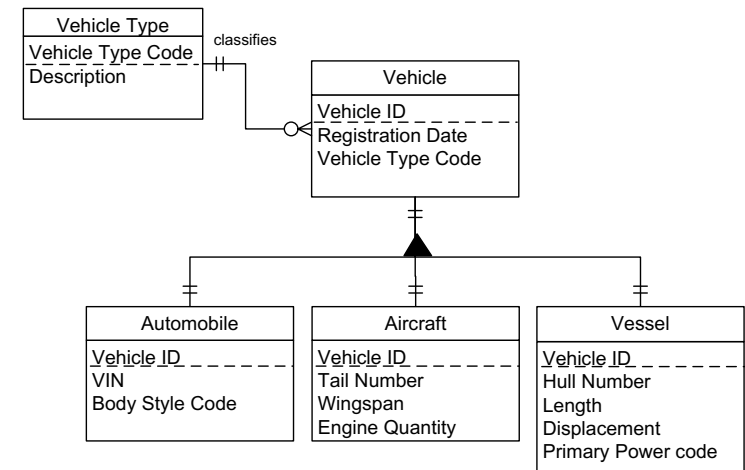 Vehicle Type
Vehicle Type Code
Description
classifies
Vehicle
Vehicle ID
Registration Date
Vehicle Type Code
Automobile
Vehicle ID
VIN
Body Style Code
Aircraft
Vehicle ID
Tail Number
Wingspan
Engine Quantity
Vessel
Vehicle ID
Hull Number
Length
Displacement
Primary Power code